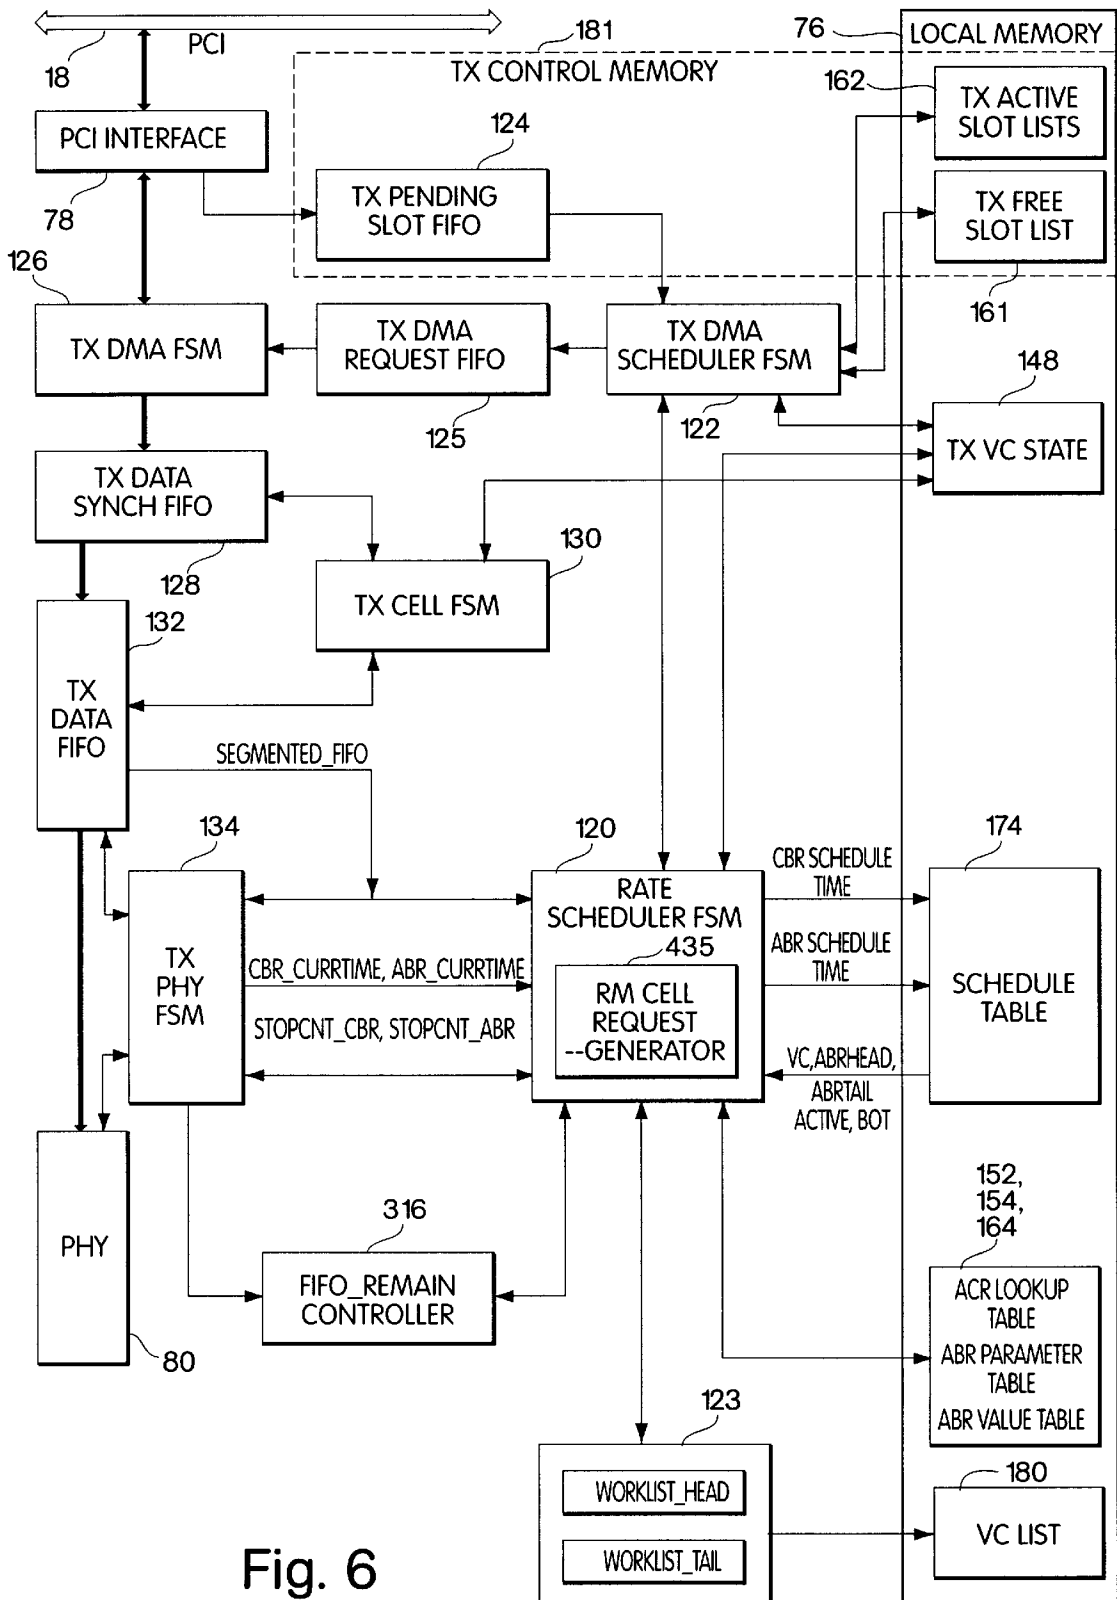 PCI
18
181
76
LOCAL MEMORY
TX CONTROL MEMORY
162
TX ACTIVE
SLOT LISTS
PCI INTERFACE
78
124
TX PENDING
SLOT FIFO
TX FREE
SLOT LIST
161
126
TX DMA FSM
TX DMA
REQUEST FIFO
125
TX DMA
SCHEDULER FSM
122
148
TX VC STATE
TX DATA
SYNCH FIFO
128
130
TX CELL FSM
132
TX
DATA
FIFO
SEGMENTED_FIFO
134
TX
PHY
FSM
120
RATE
SCHEDULER FSM
435
RM CELL
REQUEST
--GENERATOR
CBR_CURRTIME, ABR_CURRTIME
STOPCNT_CBR, STOPCNT_ABR
CBR SCHEDULE
TIME
ABR SCHEDULE
TIME
VC,ABRHEAD,
ABRTAIL
ACTIVE, BOT
174
SCHEDULE
TABLE
PHY
80
316
FIFO_REMAIN
CONTROLLER
152,
154,
164
ACR LOOKUP
TABLE
ABR PARAMETER
TABLE
ABR VALUE TABLE
123
WORKLIST_HEAD
WORKLIST_TAIL
180
VC LIST
Fig. 6